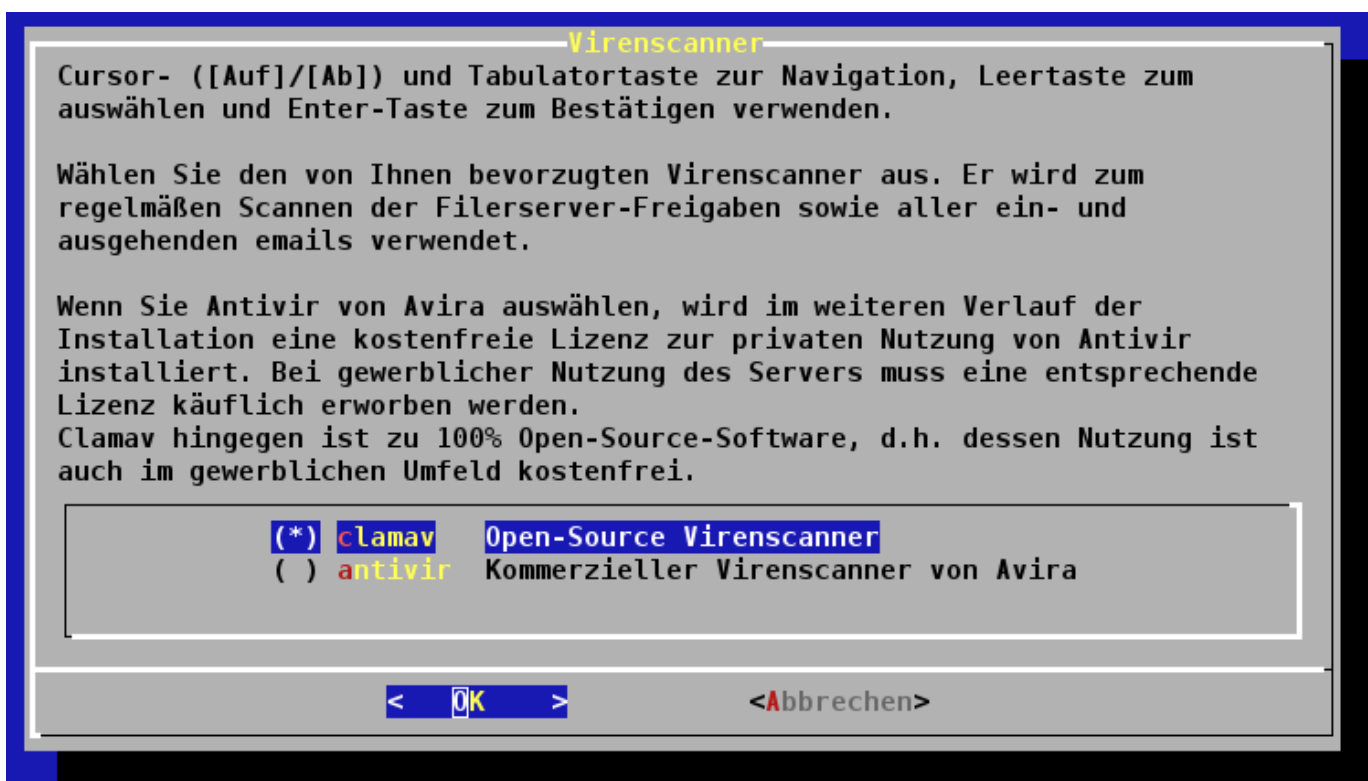 Virenscanner
Cursor- ([Auf]/[Ab]) und Tabulatortaste zur Navigation, Leertaste zum
auswählen und Enter-Taste zum Bestätigen verwenden.
Wählen Sie den von Ihnen bevorzugten Virenscanner aus. Er wird zum
regelmäßen Scannen der Filerserver-Freigaben sowie aller ein- und
ausgehenden emails verwendet.
Wenn Sie Antivir von Avira auswählen, wird im weiteren Verlauf der
Installation eine kostenfreie Lizenz zur privaten Nutzung von Antivir
installiert. Bei gewerblicher Nutzung des Servers muss eine entsprechende
Lizenz käuflich erworben werden.
Clamav hingegen ist zu 100% Open-Source-Software, d.h. dessen Nutzung ist
auch im gewerblichen Umfeld kostenfrei.
(*) clamav Open-Source Virenscanner
( ) antivir Kommerzieller Virenscanner von Avira
< OK > <Abbrechen>